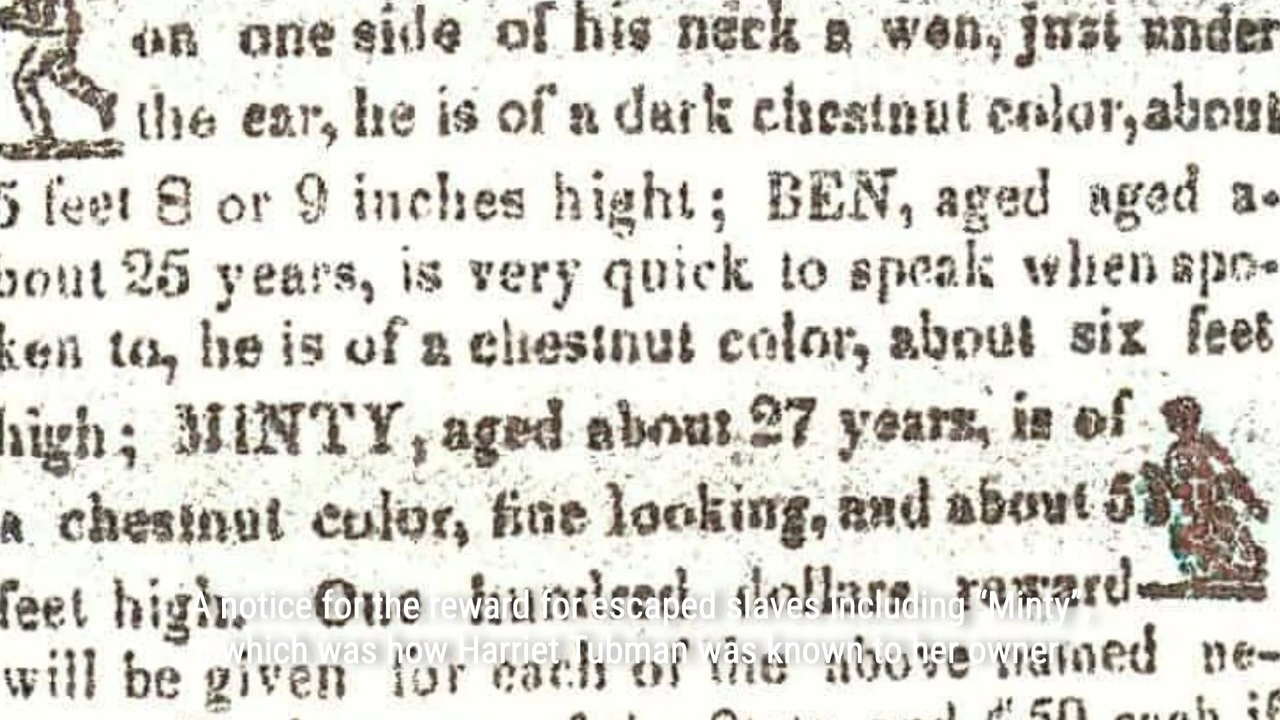 on one side of his neck a wen, just under
the ear, he is of a dark chestnut color, about
5 feet 8 or 9 inches hight; BEN, aged aged a-
bout 25 years, is very quick to speak when spo-
ken to, he is of a chestnut color, about six feet
high; MINTY, aged about 27 years, is of
a chestnut color, fine looking, and about 5
feet high. One hundred dollars reward
will be given for each of the above named ne-
$50 each if
A notice for the reward for escaped slaves including “Minty”,
which was how Harriet Tubman was known to her owner